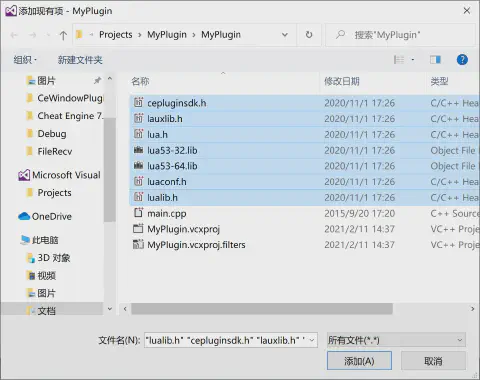 添加现有项 - MyPlugin
Projects › MyPlugin › MyPlugin
搜索"MyPlugin"
组织 新建文件夹
图片
CeWindowPlug
Cheat Engine 7.
Debug
FileRecv
Microsoft Visual
Projects
OneDrive
此电脑
3D 对象
视频
图片
文档
名称 修改日期 类型
cepluginsdk.h 2020/11/1 17:26 C/C++ Hea
lauxlib.h 2020/11/1 17:26 C/C++ Hea
lua.h 2020/11/1 17:26 C/C++ Hea
lua53-32.lib 2020/11/1 17:26 Object File
lua53-64.lib 2020/11/1 17:26 Object File
luaconf.h 2020/11/1 17:26 C/C++ Hea
lualib.h 2020/11/1 17:26 C/C++ Hea
main.cpp 2015/9/20 17:20 C++ Source
MyPlugin.vcxproj 2021/2/11 14:37 VC++ Proje
MyPlugin.vcxproj.filters 2021/2/11 14:37 VC++ Proje
文件名(N): "lualib.h" "cepluginsdk.h" "lauxlib.h" " 所有文件(*.*)
添加(A) 取消